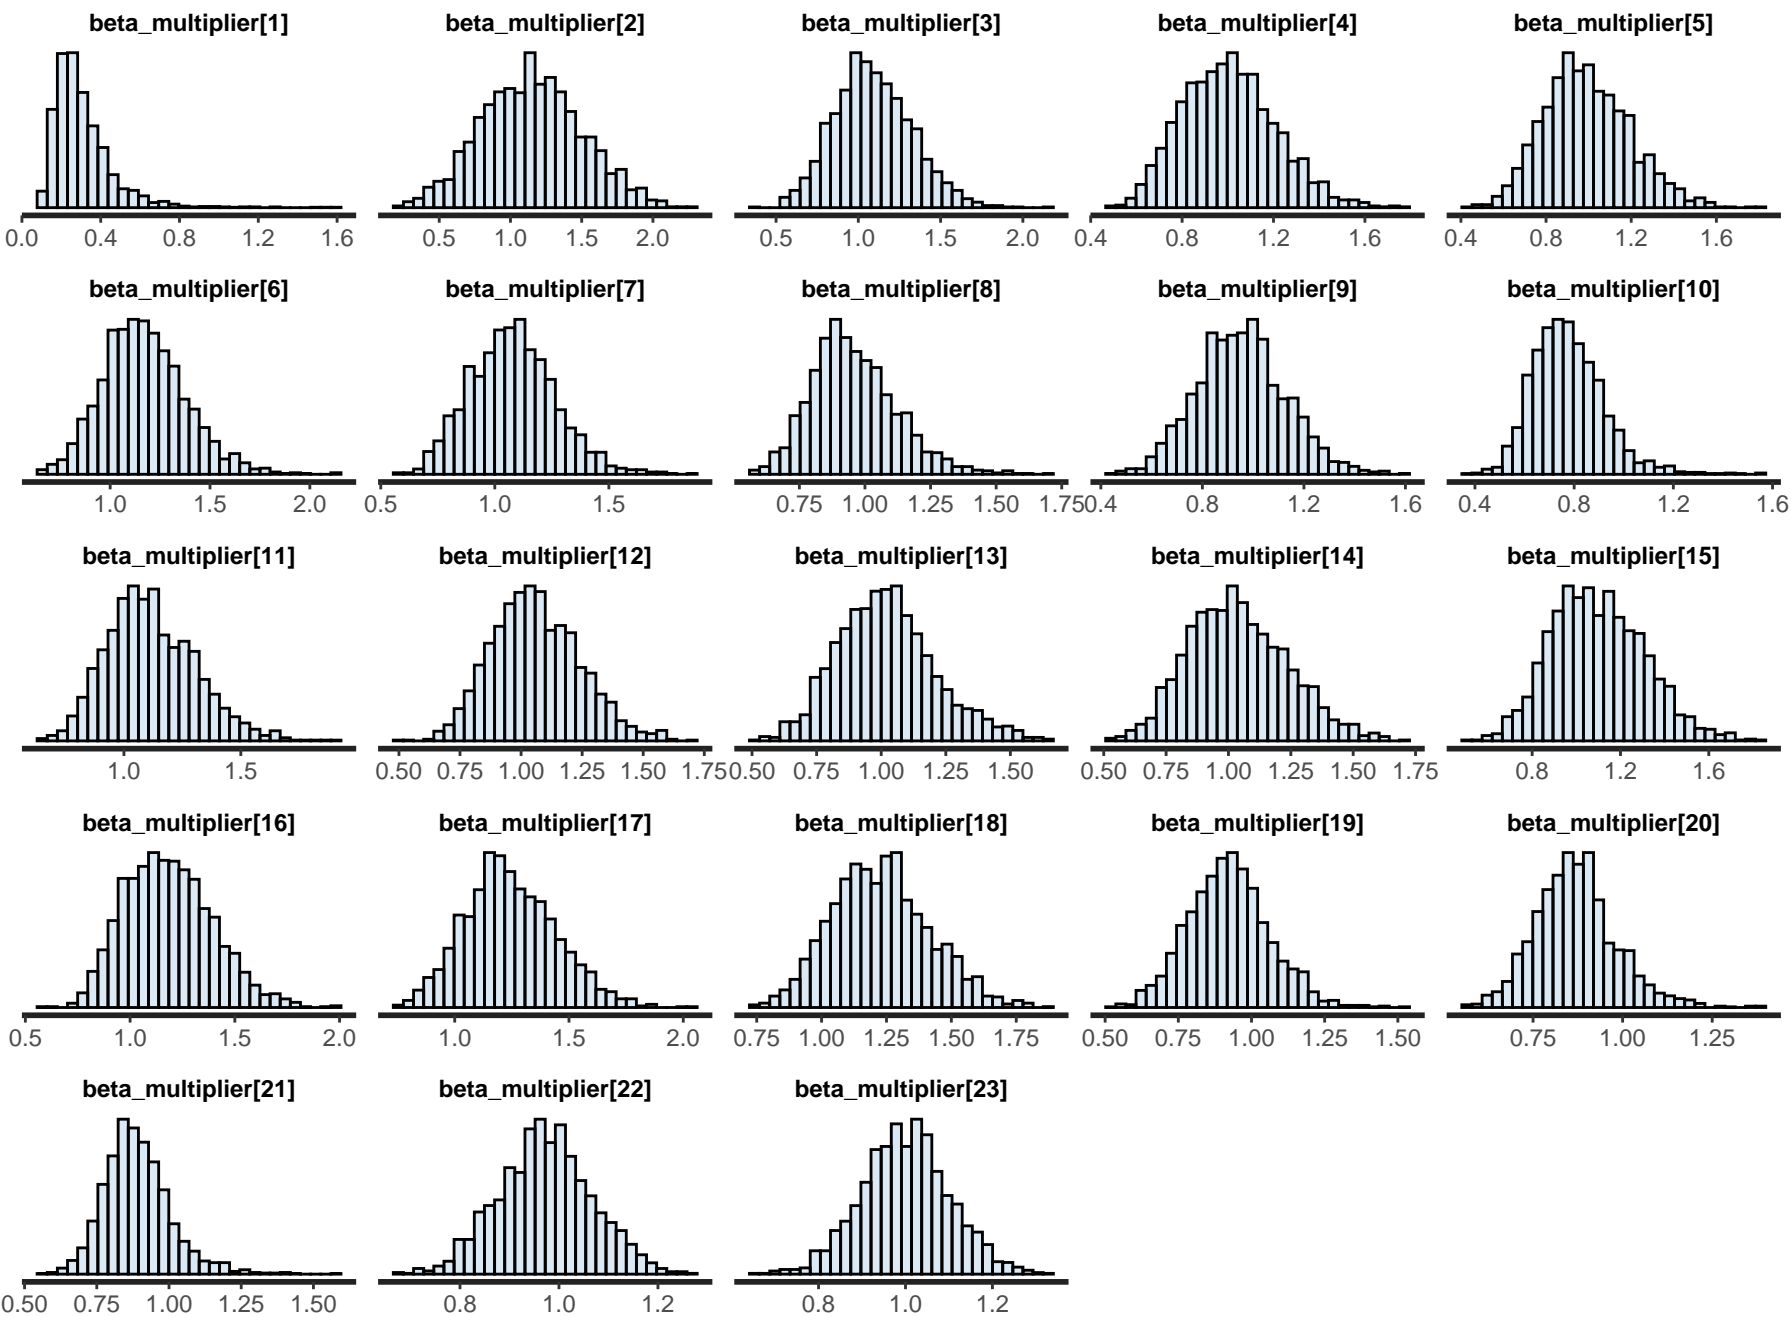 beta_multiplier[1] beta_multiplier[2] beta_multiplier[3] beta_multiplier[4] beta_multiplier[5]
0.0 0.4 0.8 1.2 1.6 0.5 1.0 1.5 2.0 0.5 1.0 1.5 2.0 0.4 0.8 1.2 1.6 0.4 0.8 1.2 1.6
beta_multiplier[6] beta_multiplier[7] beta_multiplier[8] beta_multiplier[9] beta_multiplier[10]
1.0 1.5 2.0 0.5 1.0 1.5 0.75 1.00 1.25 1.50 1.75 0.4 0.8 1.2 1.6 0.4 0.8 1.2 1.6
beta_multiplier[11] beta_multiplier[12] beta_multiplier[13] beta_multiplier[14] beta_multiplier[15]
1.0 1.5 0.50 0.75 1.00 1.25 1.50 1.75 0.50 0.75 1.00 1.25 1.50 0.50 0.75 1.00 1.25 1.50 1.75 0.8 1.2 1.6
beta_multiplier[16] beta_multiplier[17] beta_multiplier[18] beta_multiplier[19] beta_multiplier[20]
0.5 1.0 1.5 2.0 1.0 1.5 2.0 0.75 1.00 1.25 1.50 1.75 0.50 0.75 1.00 1.25 1.50 0.75 1.00 1.25
beta_multiplier[21] beta_multiplier[22] beta_multiplier[23]
0.50 0.75 1.00 1.25 1.50 0.8 1.0 1.2 0.8 1.0 1.2